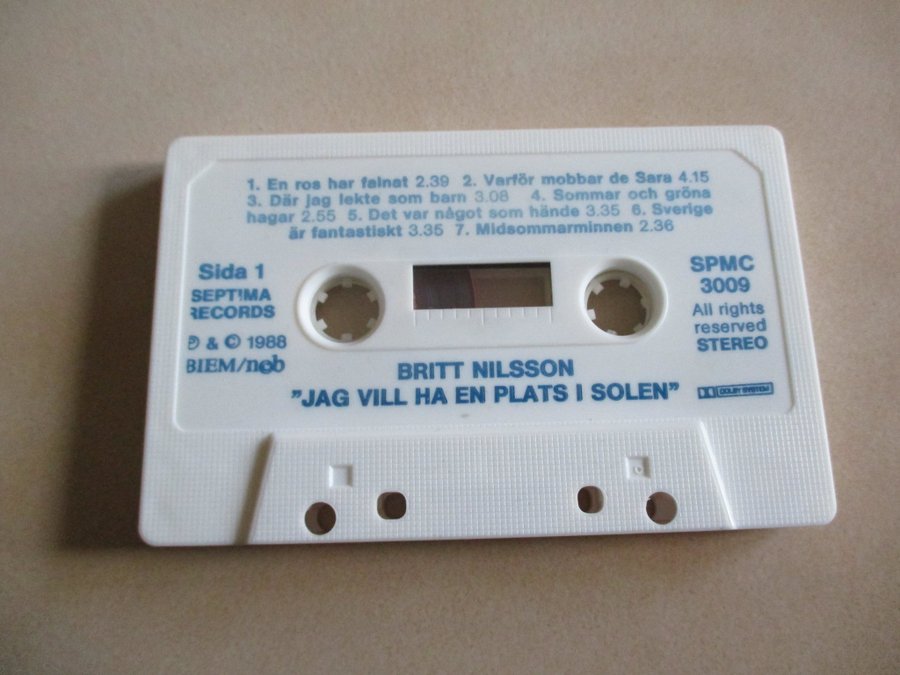 1. En ros har falnat 2.39 2. Varför mobbar de Sara 4.15
3. Där jag lekte som barn 3.08 4. Sommar och gröna
hagar 2.55 5. Det var något som hände 3.35 6. Sverige
är fantastiskt 3.35 7. Midsommarminnen 2.36
Sida 1
SEPTIMA
RECORDS
℗ & © 1988
BIEM/ncb
SPMC
3009
All rights
reserved
STEREO
BRITT NILSSON
"JAG VILL HA EN PLATS I SOLEN"
DOLBY SYSTEM